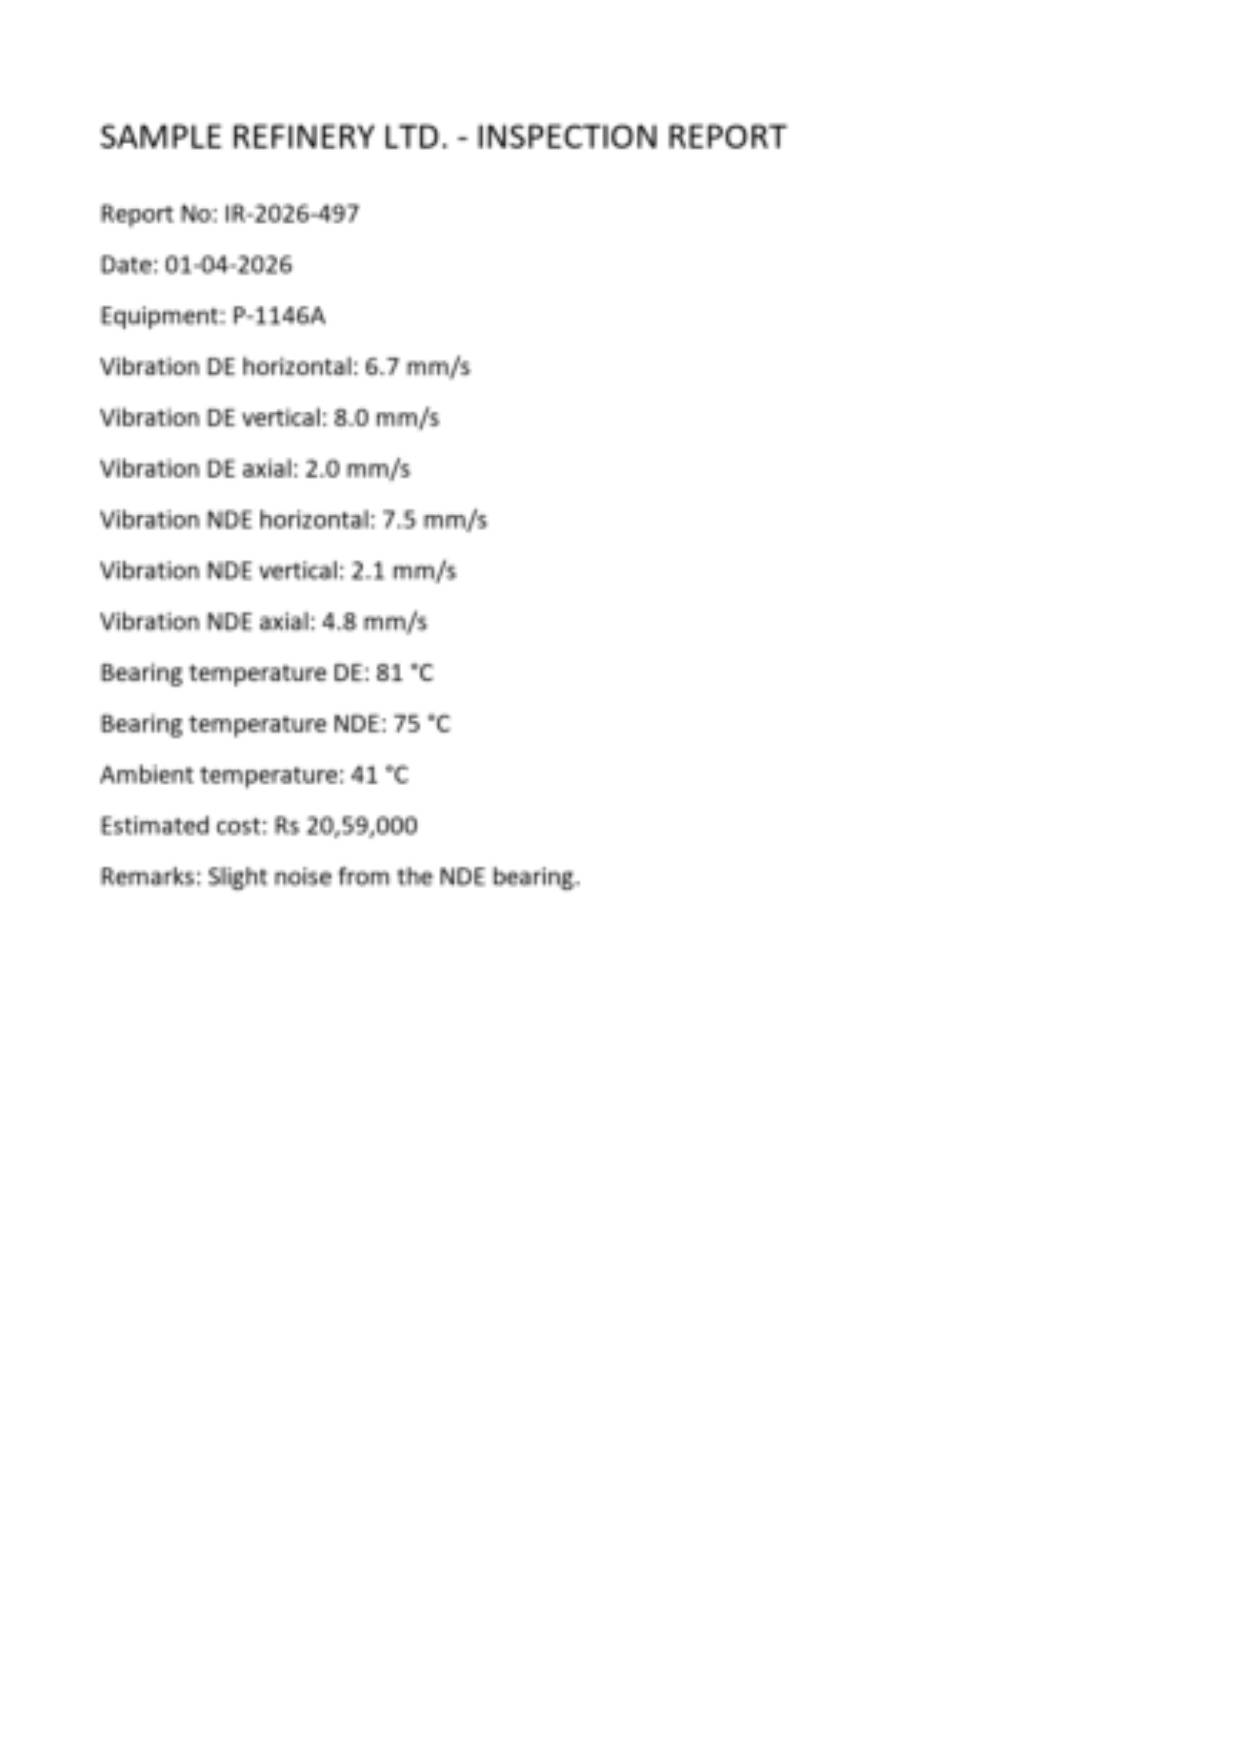 SAMPLE REFINERY LTD. - INSPECTION REPORT
Report No: IR-2026-497
Date: 01-04-2026
Equipment: P-1146A
Vibration DE horizontal: 6.7 mm/s
Vibration DE vertical: 8.0 mm/s
Vibration DE axial: 2.0 mm/s
Vibration NDE horizontal: 7.5 mm/s
Vibration NDE vertical: 2.1 mm/s
Vibration NDE axial: 4.8 mm/s
Bearing temperature DE: 81 °C
Bearing temperature NDE: 75 °C
Ambient temperature: 41 °C
Estimated cost: Rs 20,59,000
Remarks: Slight noise from the NDE bearing.